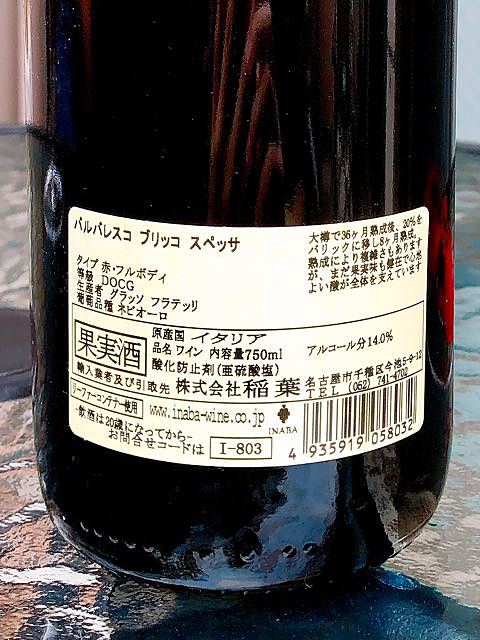 バルバレスコ ブリッコ スペッサ
タイプ 赤・フルボディ
等級 DOCG
生産者 グラッソ フラテッリ
葡萄品種 ネビオーロ
大樽で36ヶ月熟成後、20%を
バリックに移し8ヶ月熟成。
熟成により複雑さもあります
が、まだ果実味も健在で心地
よい酸が全体を支えています
果実酒
原産国 イタリア
品名 ワイン 内容量750ml
酸化防止剤(亜硫酸塩)
アルコール分14.0%
輸入業者及び引取先 株式会社 稲葉 名古屋市千種区今池5-9-12
TEL (052) 741-4702
リーファーコンテナー使用
www.inaba-wine.co.jp
INABA
飲酒は20歳になってから
お問合せコードは I-803
4 935919 058032